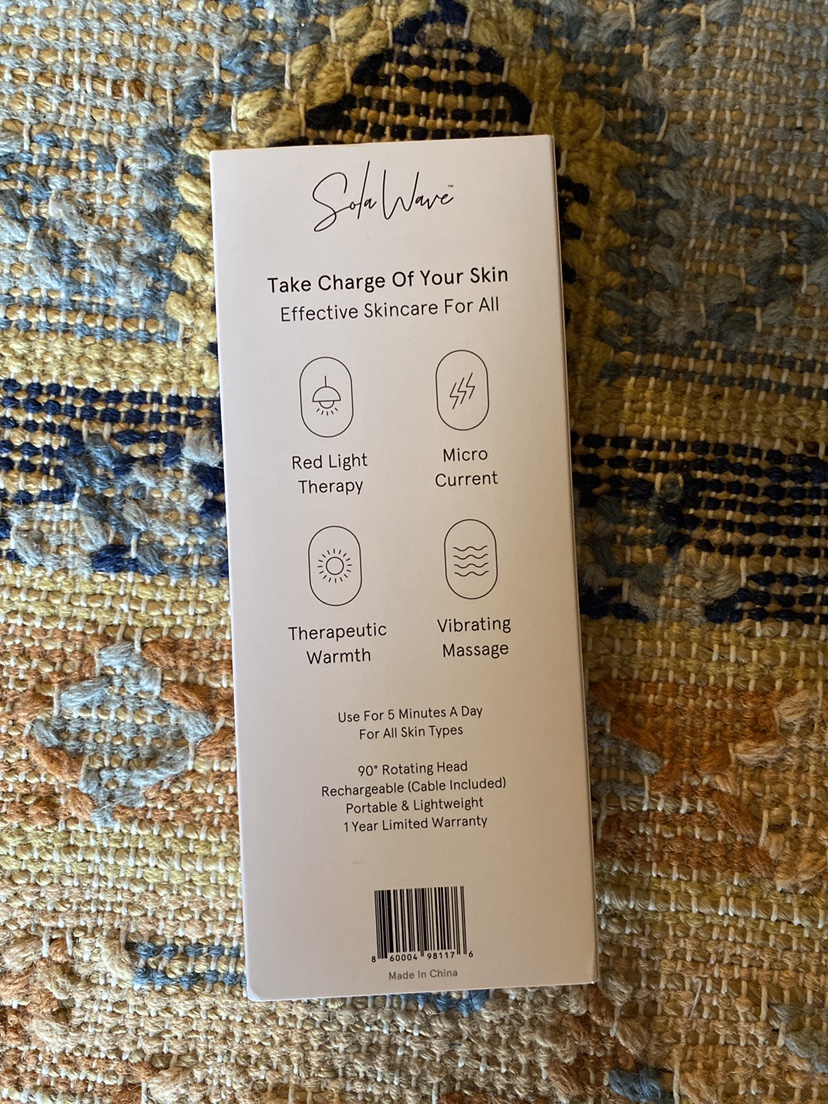 Sola Wave™
Take Charge Of Your Skin
Effective Skincare For All
Red Light
Therapy
Micro
Current
Therapeutic
Warmth
Vibrating
Massage
Use For 5 Minutes A Day
For All Skin Types
90° Rotating Head
Rechargeable (Cable Included)
Portable & Lightweight
1 Year Limited Warranty
8 60004 98117 6
Made In China